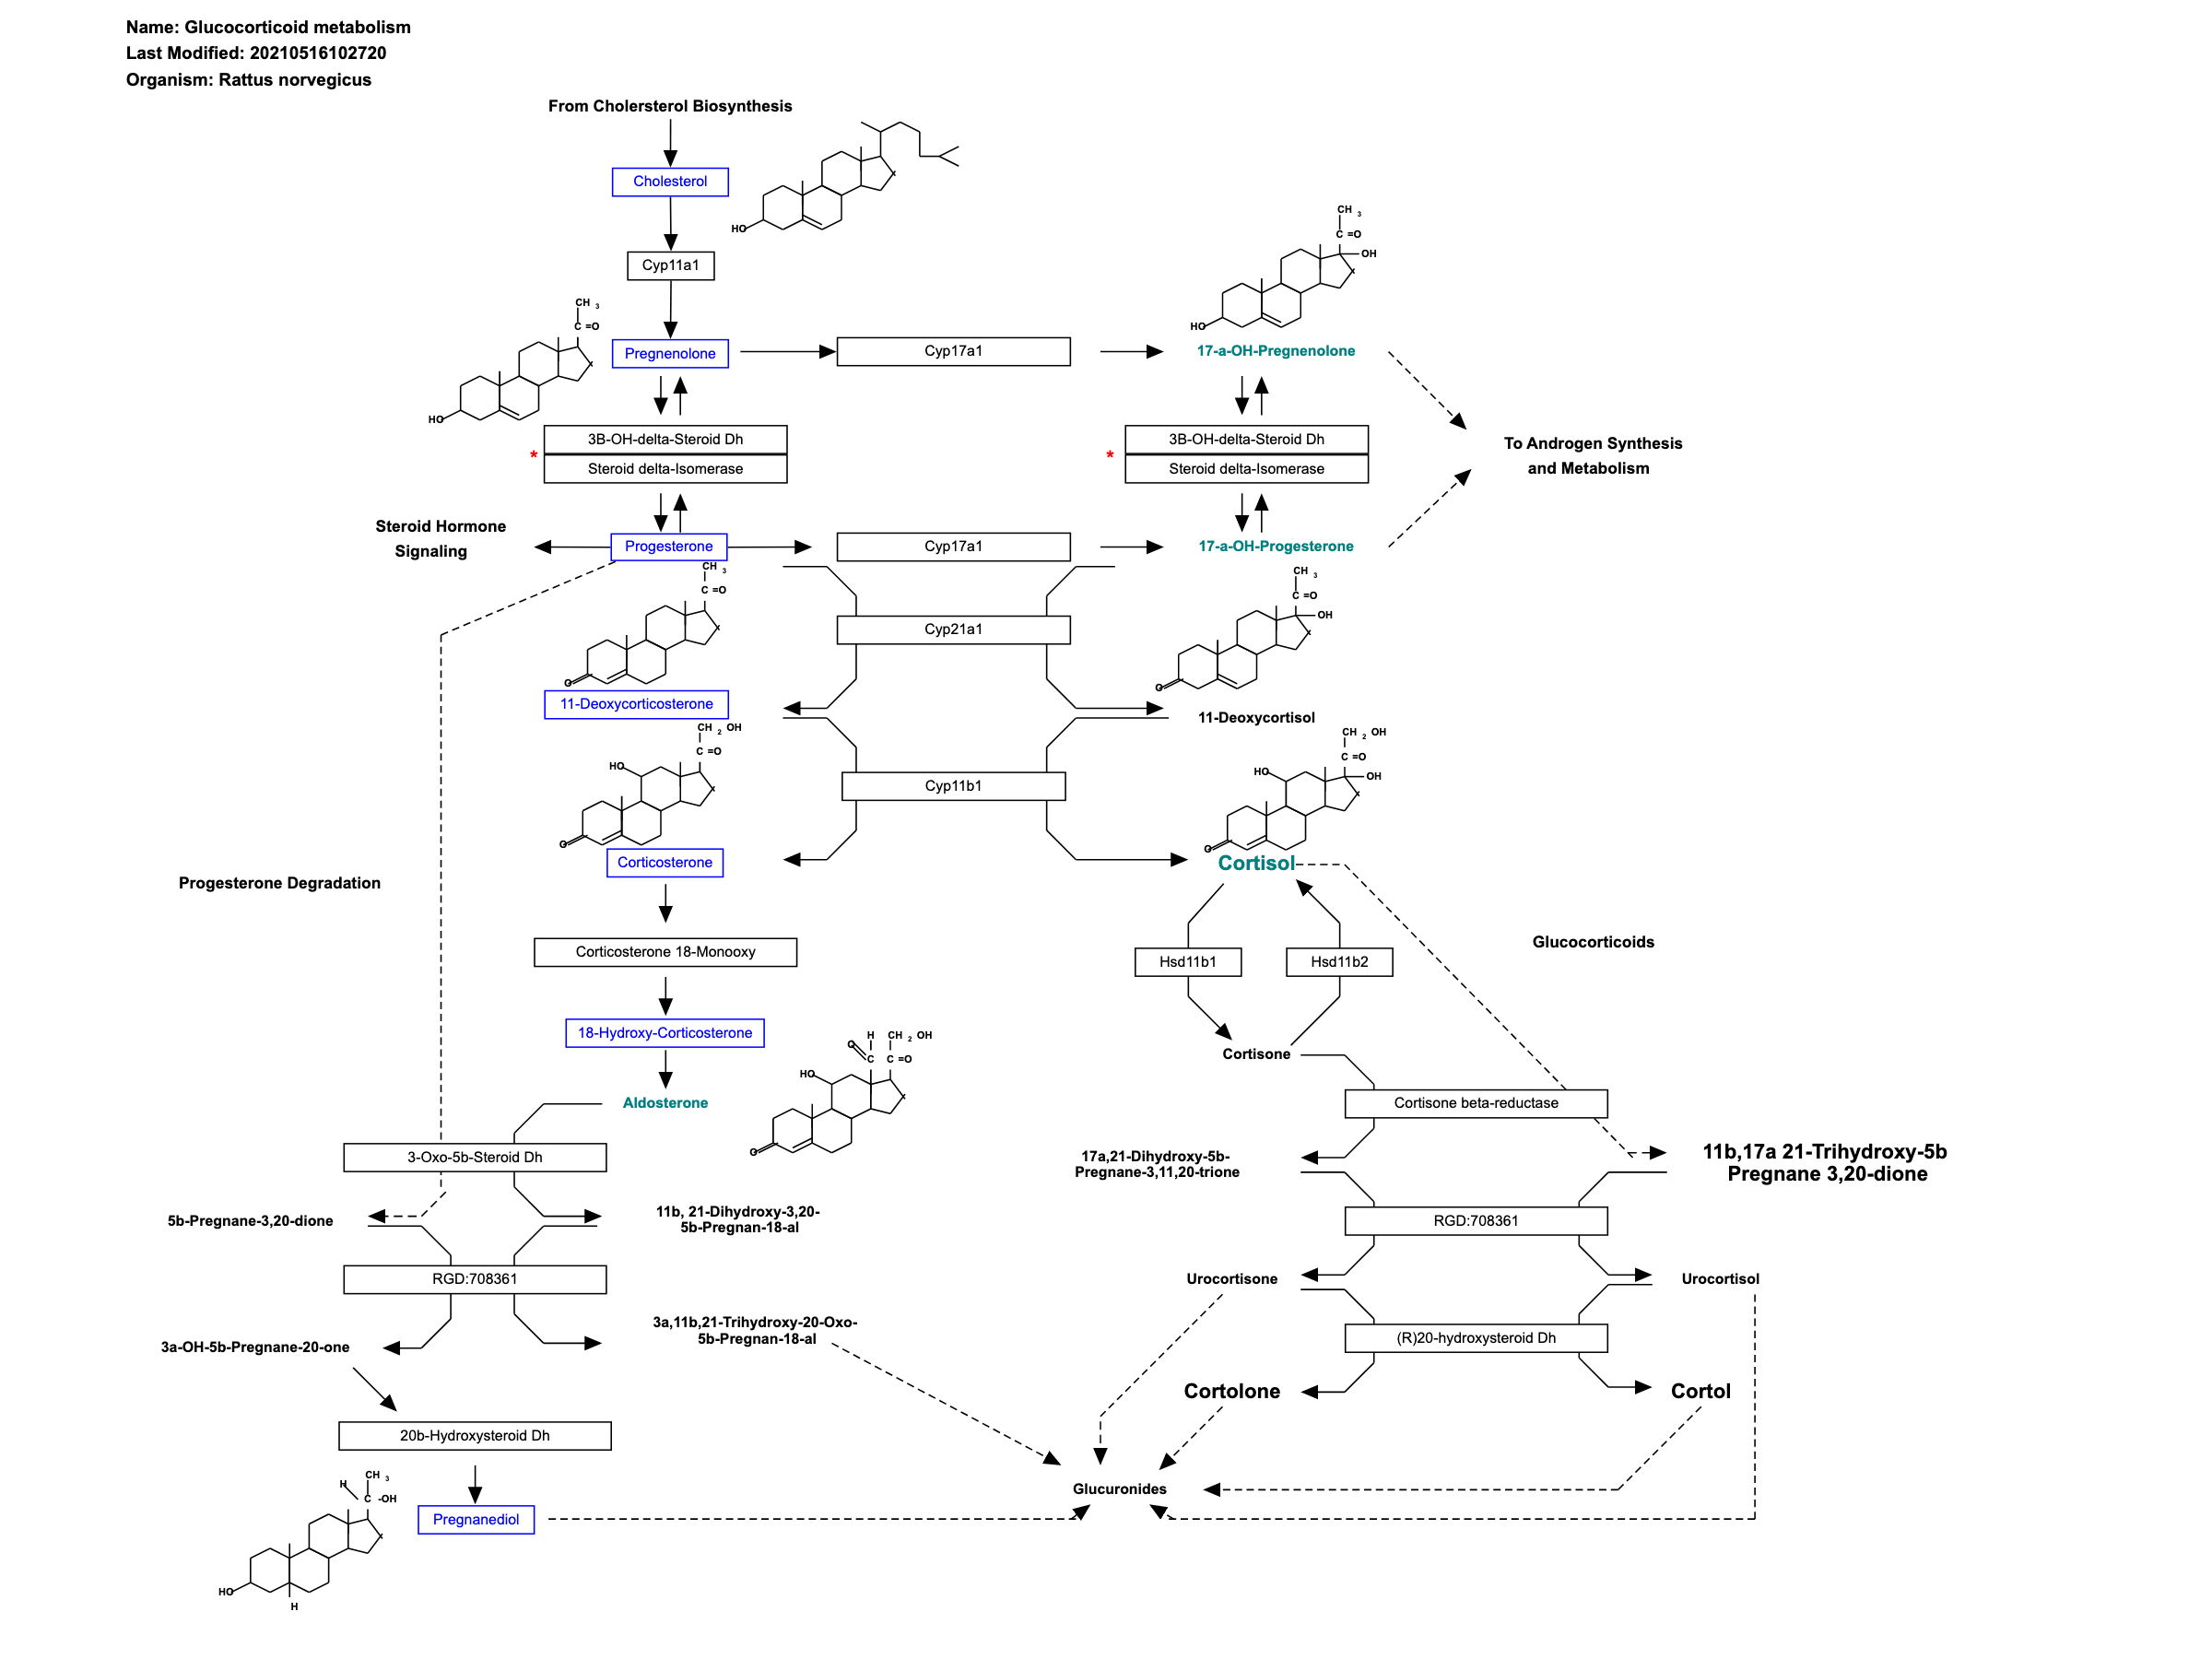 Name: Glucocorticoid metabolism
Last Modified: 20210516102720
Organism: Rattus norvegicus
From Cholersterol Biosynthesis
Cholesterol
HO
Cyp11a1
CH 3
C =O
OH
HO
CH 3
C =O
HO
Pregnenolone
Cyp17a1
17-a-OH-Pregnenolone
3B-OH-delta-Steroid Dh
Steroid delta-Isomerase
*
3B-OH-delta-Steroid Dh
Steroid delta-Isomerase
*
To Androgen Synthesis
and Metabolism
Steroid Hormone
Signaling
Progesterone
Cyp17a1
17-a-OH-Progesterone
CH 3
C =O
O
Cyp21a1
CH 3
C =O
OH
O
11-Deoxycorticosterone
11-Deoxycortisol
CH 2 OH
C =O
HO
O
Cyp11b1
CH 2 OH
C =O
HO
OH
O
Corticosterone
Cortisol
Progesterone Degradation
Corticosterone 18-Monooxy
Hsd11b1
Hsd11b2
Glucocorticoids
18-Hydroxy-Corticosterone
H
CH 2 OH
O
C
C =O
HO
O
Cortisone
Aldosterone
Cortisone beta-reductase
3-Oxo-5b-Steroid Dh
17a,21-Dihydroxy-5b-
Pregnane-3,11,20-trione
11b,17a 21-Trihydroxy-5b
Pregnane 3,20-dione
5b-Pregnane-3,20-dione
11b, 21-Dihydroxy-3,20-
5b-Pregnan-18-al
RGD:708361
RGD:708361
Urocortisone
Urocortisol
3a-OH-5b-Pregnane-20-one
3a,11b,21-Trihydroxy-20-Oxo-
5b-Pregnan-18-al
(R)20-hydroxysteroid Dh
Cortolone
Cortol
20b-Hydroxysteroid Dh
Glucuronides
CH 3
H
C -OH
Pregnanediol
HO
H